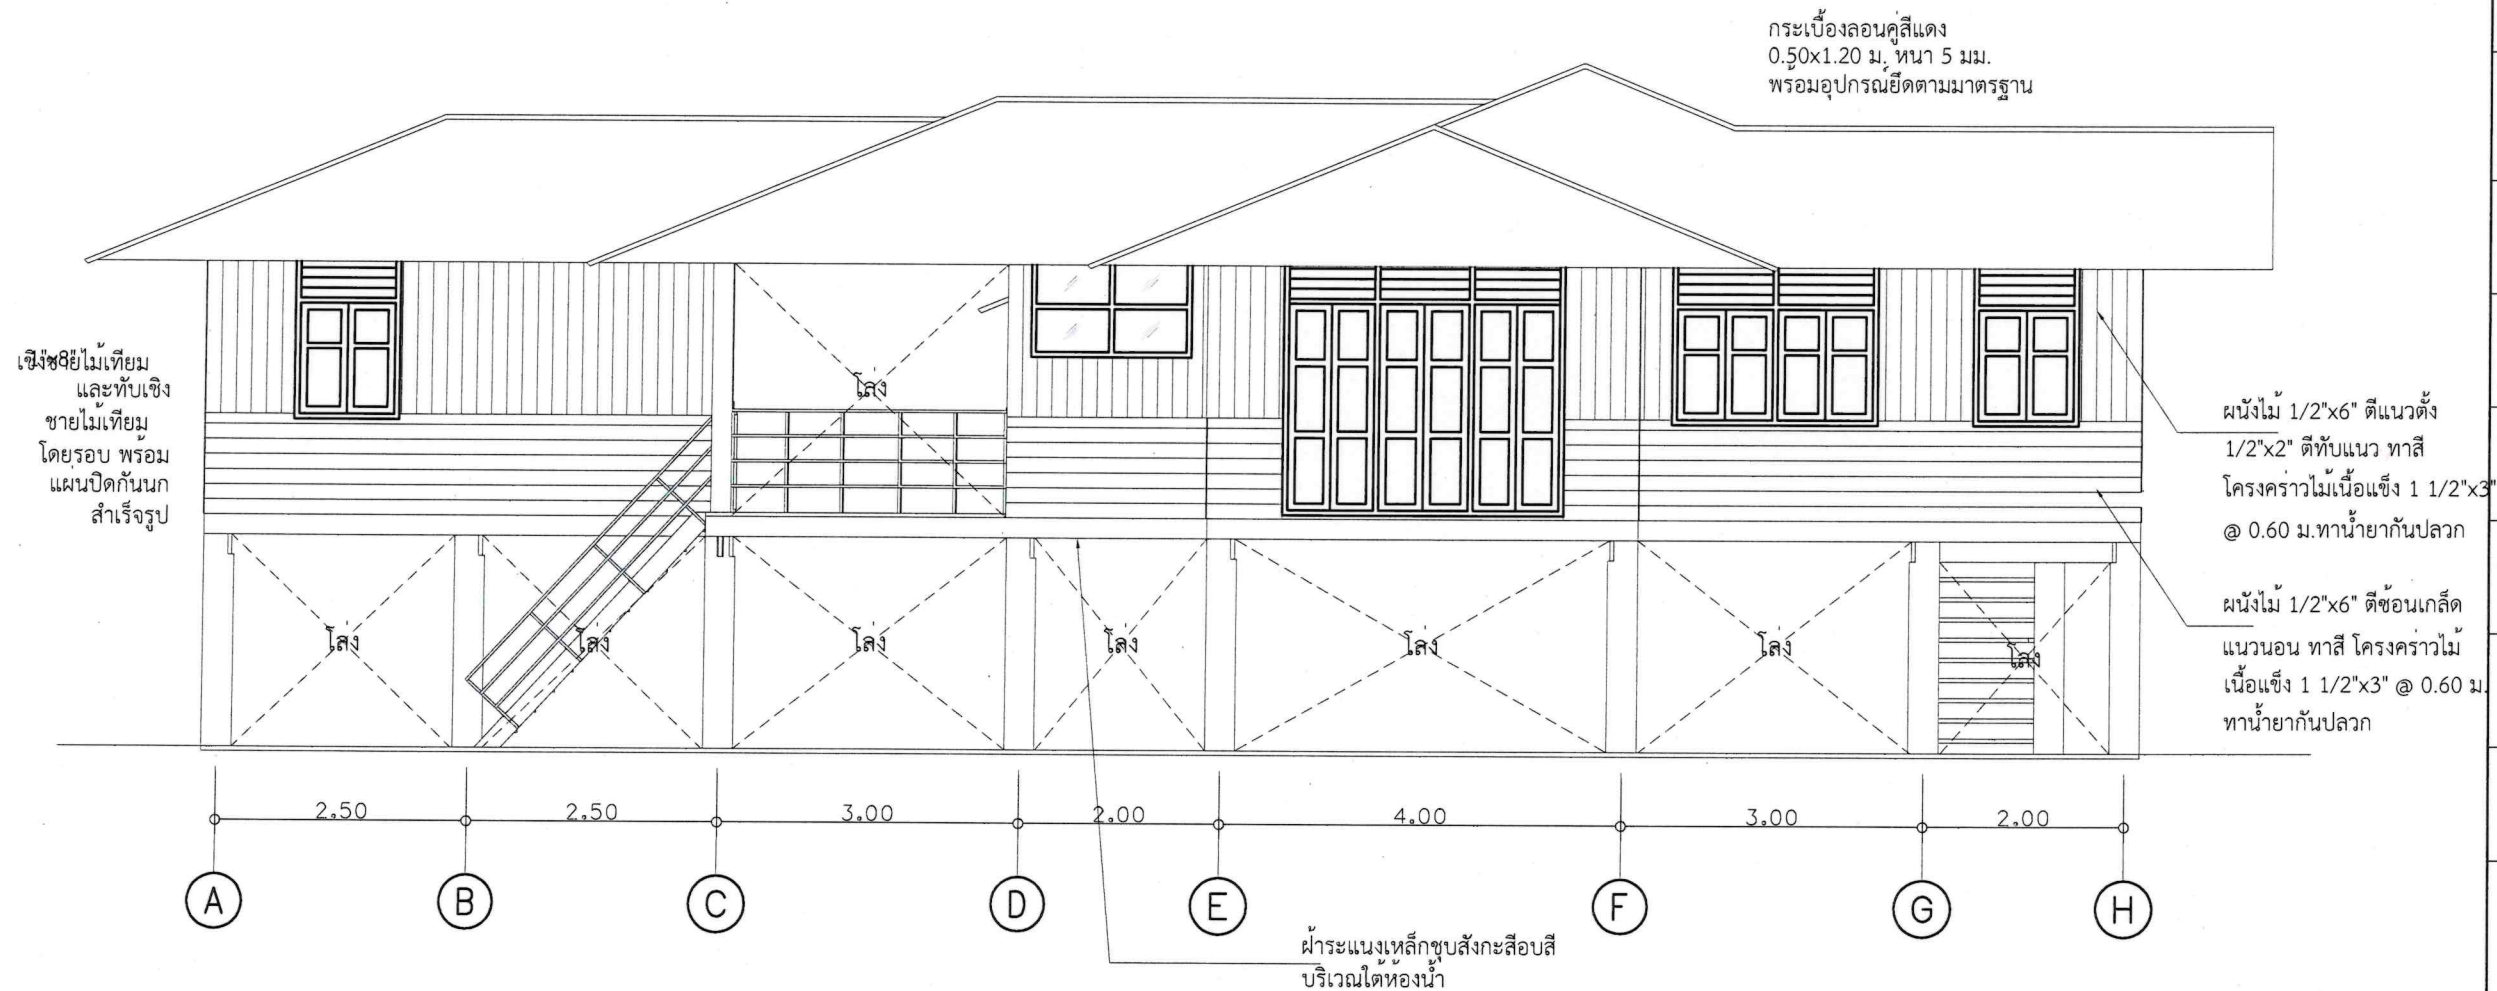 กระเบื้องลอนคู่สีแดง
0.50x1.20 ม. หนา 5 มม.
พร้อมอุปกรณ์ยึดตามมาตรฐาน
โล่ง
เชิงชายไม้เทียม
และทับเชิง
ชายไม้เทียม
โดยรอบ พร้อม
แผ่นปิดกันนก
สำเร็จรูป
ผนังไม้ 1/2"x6" ตีแนวตั้ง
1/2"x2" ตีทับแนว ทาสี
โครงคร่าวไม้เนื้อแข็ง 1 1/2"x3"
@ 0.60 ม.ทาน้ำยากันปลวก
ผนังไม้ 1/2"x6" ตีซ้อนเกล็ด
แนวนอน ทาสี โครงคร่าวไม้
เนื้อแข็ง 1 1/2"x3" @ 0.60 ม.
ทาน้ำยากันปลวก
โล่ง โล่ง โล่ง โล่ง โล่ง โล่ง โล่ง
2.50 2.50 3.00 2.00 4.00 3.00 2.00
A B C D E F G H
ฝ้าระแนงเหล็กชุบสังกะสีอบสี
บริเวณใต้ห้องน้ำ